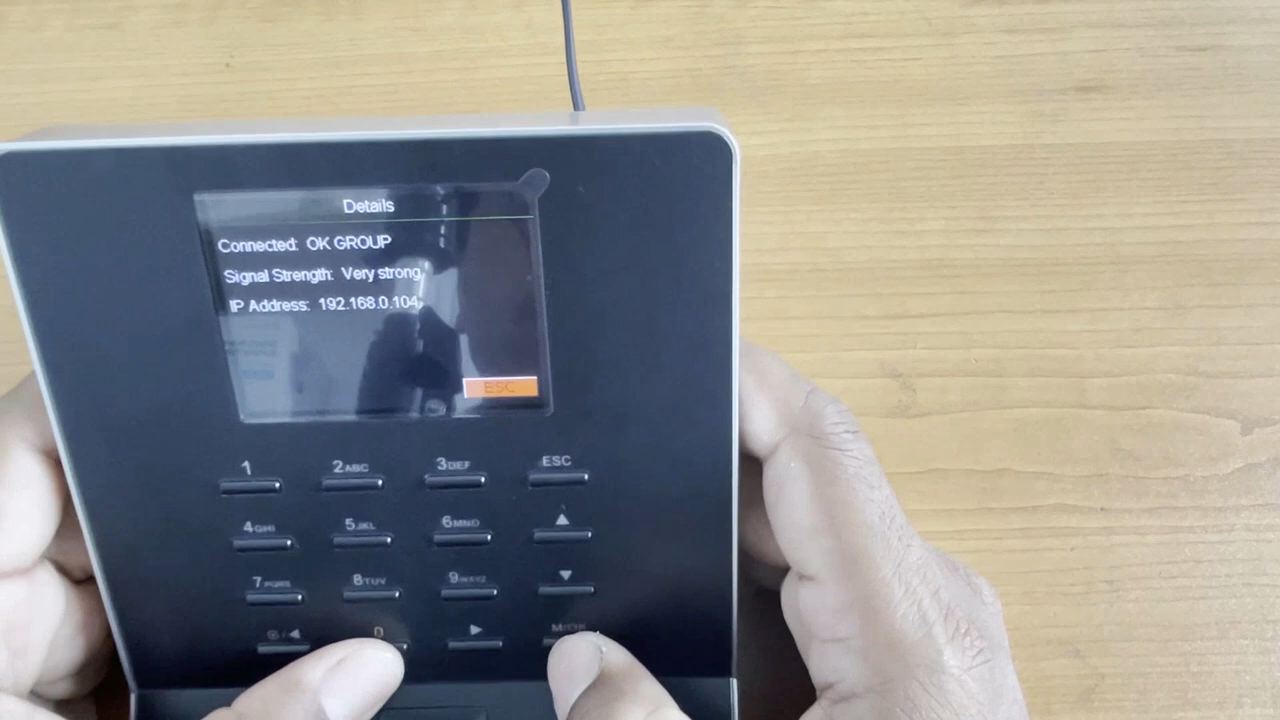 Details
Connected: OK GROUP
Signal Strength: Very strong
IP Address: 192.168.0.104
ESC
1 2ABC 3DEF ESC
4GHI 5JKL 6MNO ▲
7PQRS 8TUV 9WXYZ ▼
/◀ 0 ▶ M/OK